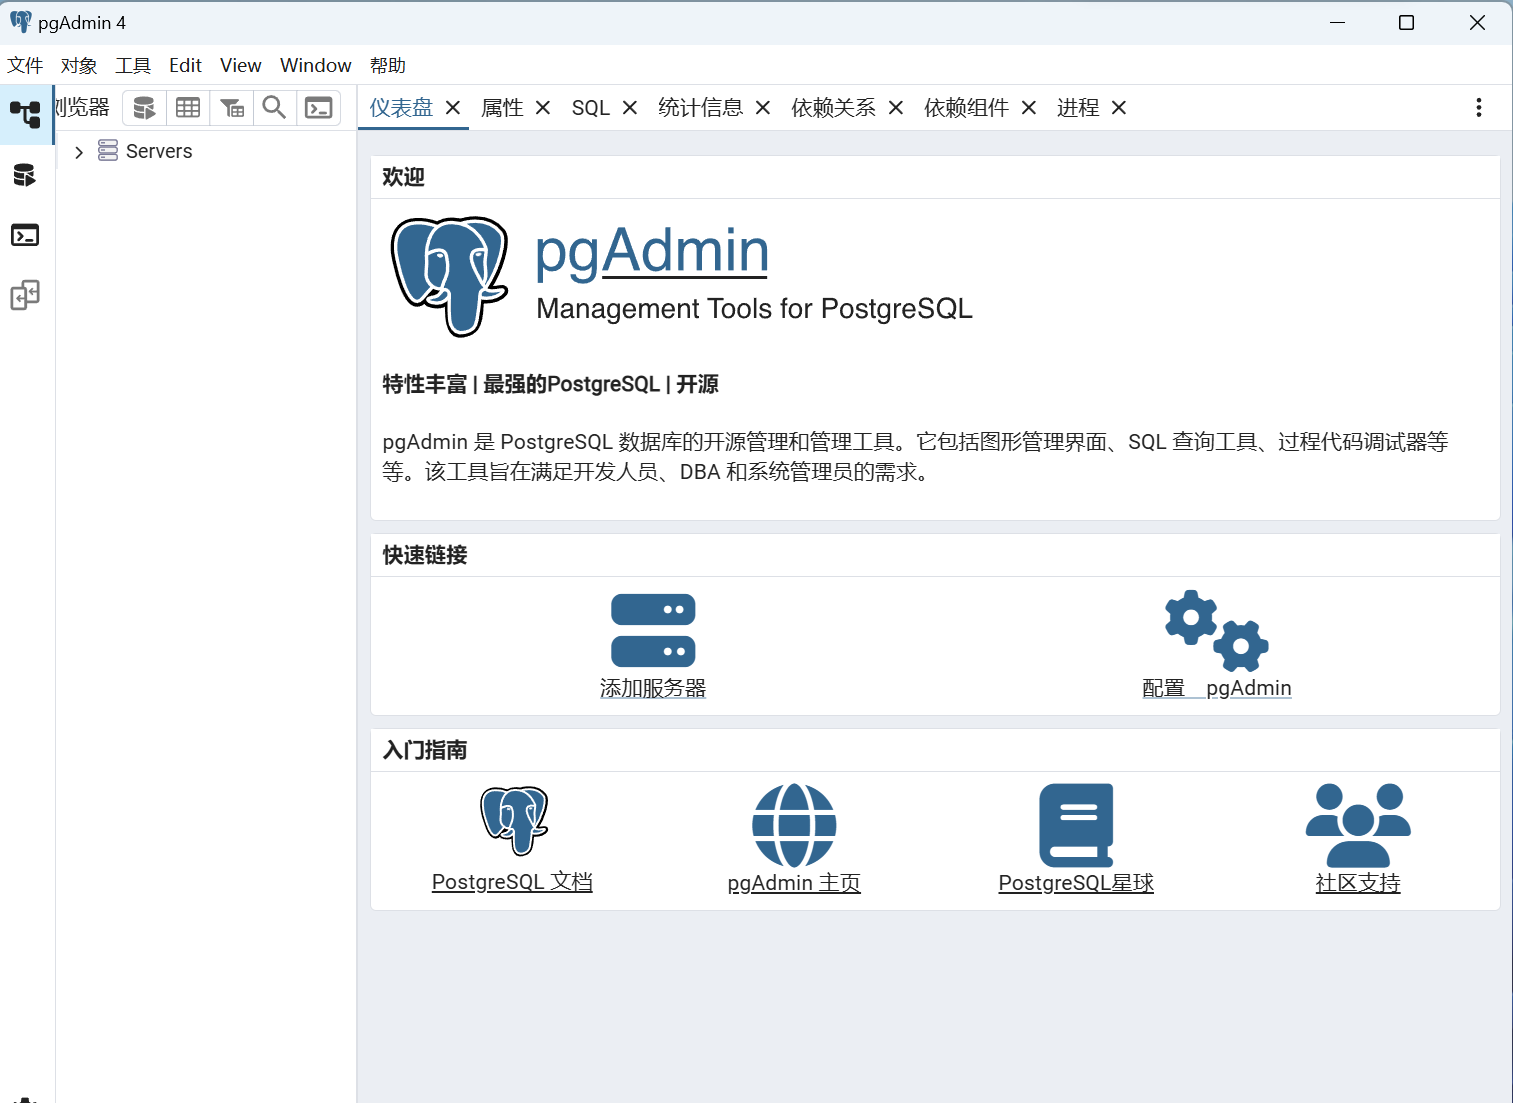 pgAdmin 4
文件 对象 工具 Edit View Window 帮助
浏览器
仪表盘 属性 SQL 统计信息 依赖关系 依赖组件 进程
Servers
欢迎
pgAdmin
Management Tools for PostgreSQL
特性丰富 | 最强的PostgreSQL | 开源
pgAdmin 是 PostgreSQL 数据库的开源管理和管理工具。它包括图形管理界面、SQL 查询工具、过程代码调试器等
等。该工具旨在满足开发人员、DBA 和系统管理员的需求。
快速链接
添加服务器 配置 pgAdmin
入门指南
PostgreSQL 文档 pgAdmin 主页 PostgreSQL星球 社区支持